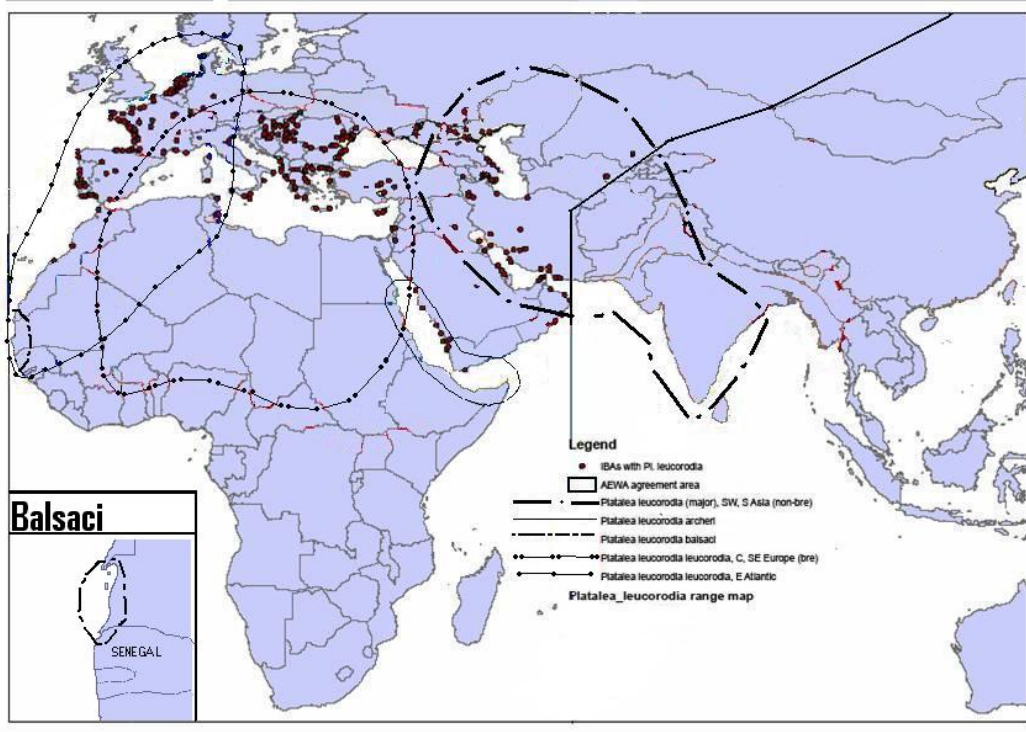 Legend
IBAs with Pl. leucorodia
AEWA agreement area
Platalea leucorodia (major), SW, S Asia (non-bre)
Platalea leucorodia archeri
Platalea leucorodia balsaci
Platalea leucorodia leucorodia, C, SE Europe (bre)
Platalea leucorodia leucorodia, E Atlantic
Platalea_leucorodia range map
Balsaci
SENEGAL